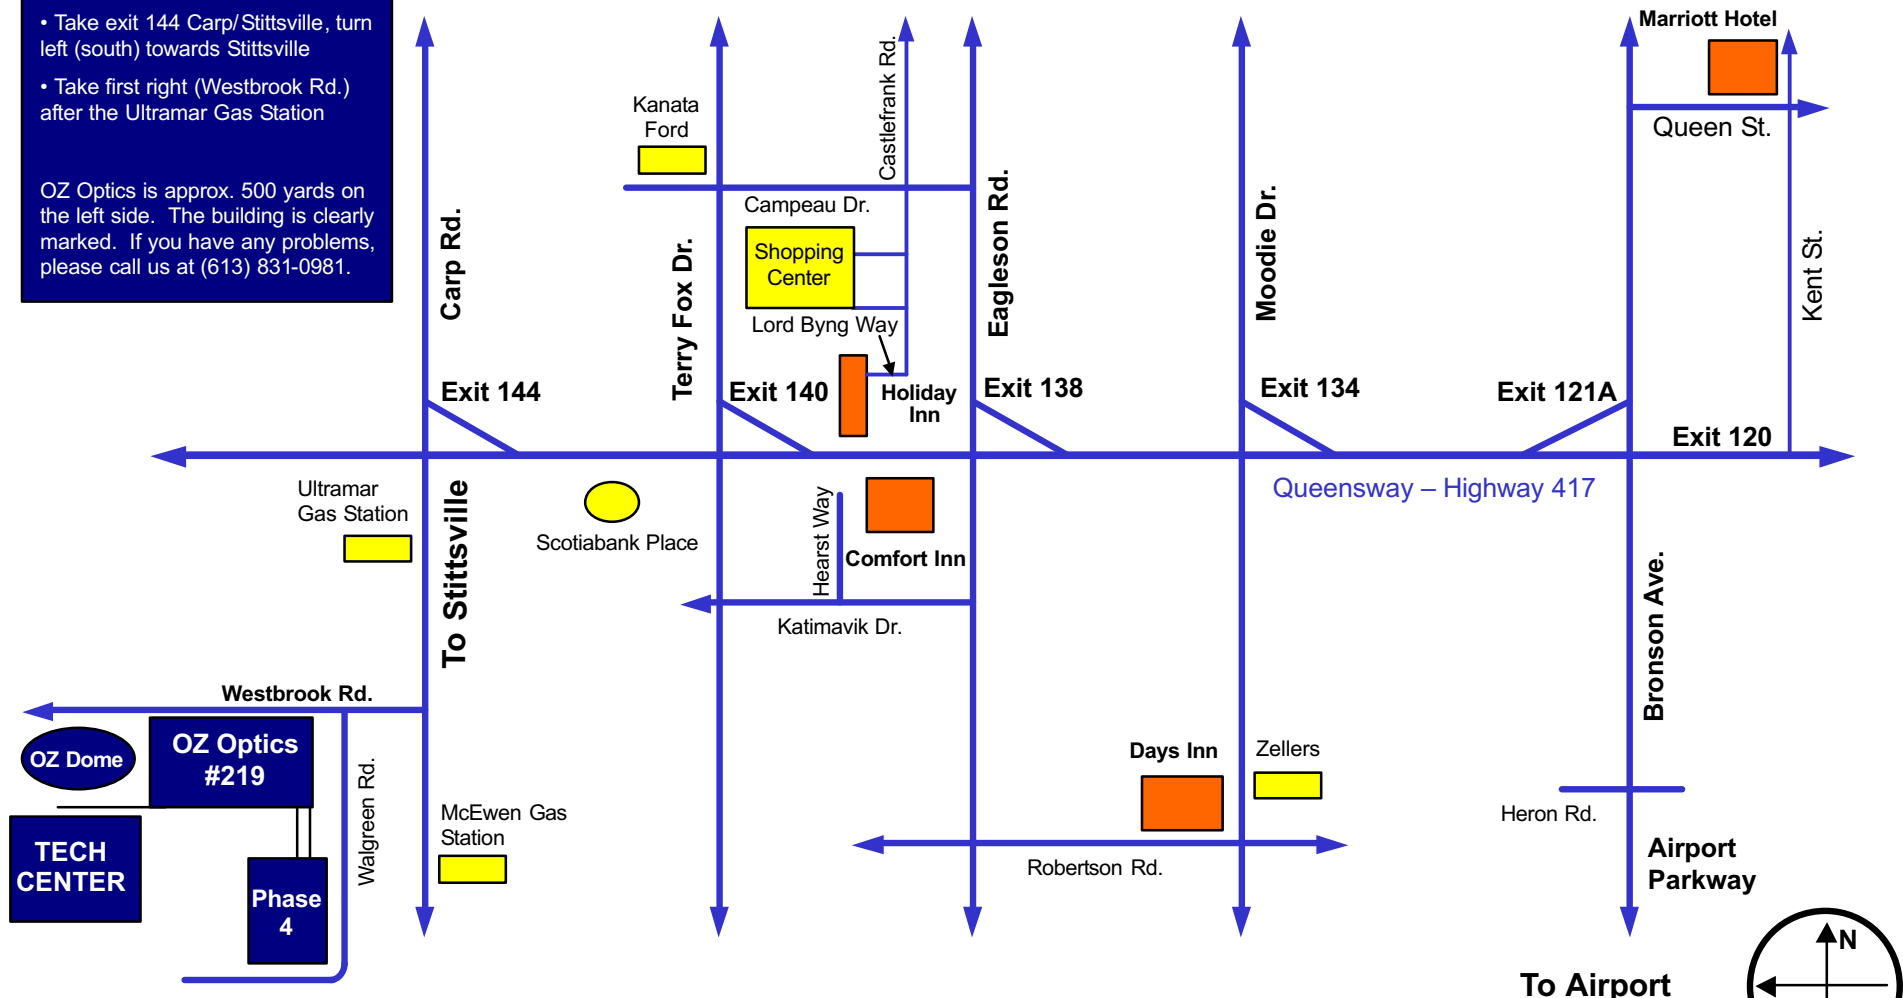 • Take exit 144 Carp/Stittsville, turn
left (south) towards Stittsville
• Take first right (Westbrook Rd.)
after the Ultramar Gas Station
OZ Optics is approx. 500 yards on
the left side. The building is clearly
marked. If you have any problems,
please call us at (613) 831-0981.
Marriott Hotel
Queen St.
Kent St.
Kanata
Ford
Castlefrank Rd.
Campeau Dr.
Shopping
Center
Lord Byng Way
Carp Rd.
Terry Fox Dr.
Eagleson Rd.
Moodie Dr.
Exit 144
Exit 140
Holiday
Inn
Exit 138
Exit 134
Exit 121A
Exit 120
Queensway – Highway 417
Ultramar
Gas Station
To Stittsville
Scotiabank Place
Hearst Way
Comfort Inn
Katimavik Dr.
Bronson Ave.
Westbrook Rd.
OZ Dome
OZ Optics
#219
Walgreen Rd.
TECH
CENTER
Phase
4
McEwen Gas
Station
Days Inn
Zellers
Robertson Rd.
Heron Rd.
Airport
Parkway
To Airport
N